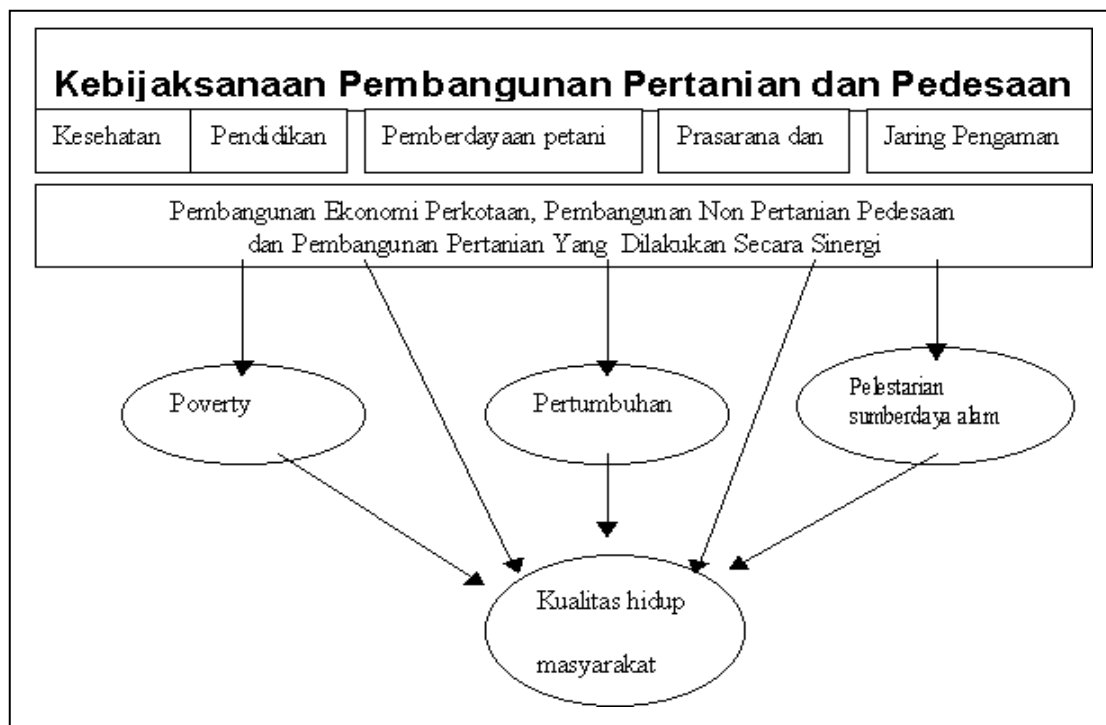 Kebijaksanaan Pembangunan Pertanian dan Pedesaan
Kesehatan
Pendidikan
Pemberdayaan petani
Prasarana dan
Jaring Pengaman
Pembangunan Ekonomi Perkotaan, Pembangunan Non Pertanian Pedesaan
dan Pembangunan Pertanian Yang Dilakukan Secara Sinergi
Poverty
Pertumbuhan
Pelestarian
sumberdaya alam
Kualitas hidup
masyarakat